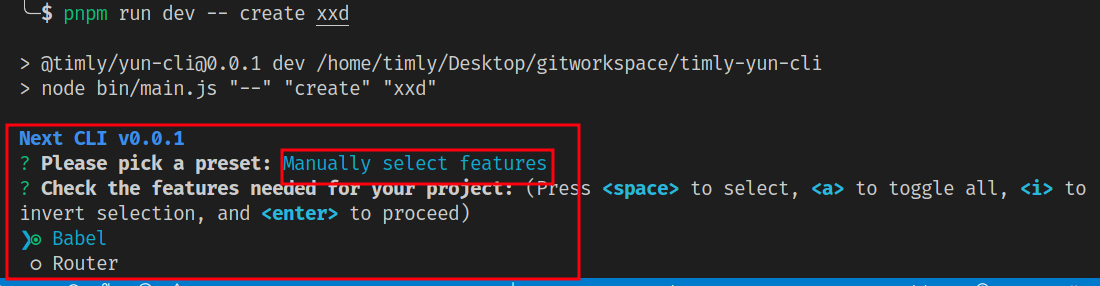 ╰─$ pnpm run dev -- create xxd
> @timly/yun-cli@0.0.1 dev /home/timly/Desktop/gitworkspace/timly-yun-cli
> node bin/main.js "--" "create" "xxd"
Next CLI v0.0.1
? Please pick a preset: Manually select features
? Check the features needed for your project: (Press <space> to select, <a> to toggle all, <i> to
invert selection, and <enter> to proceed)
❯◉ Babel
◯ Router